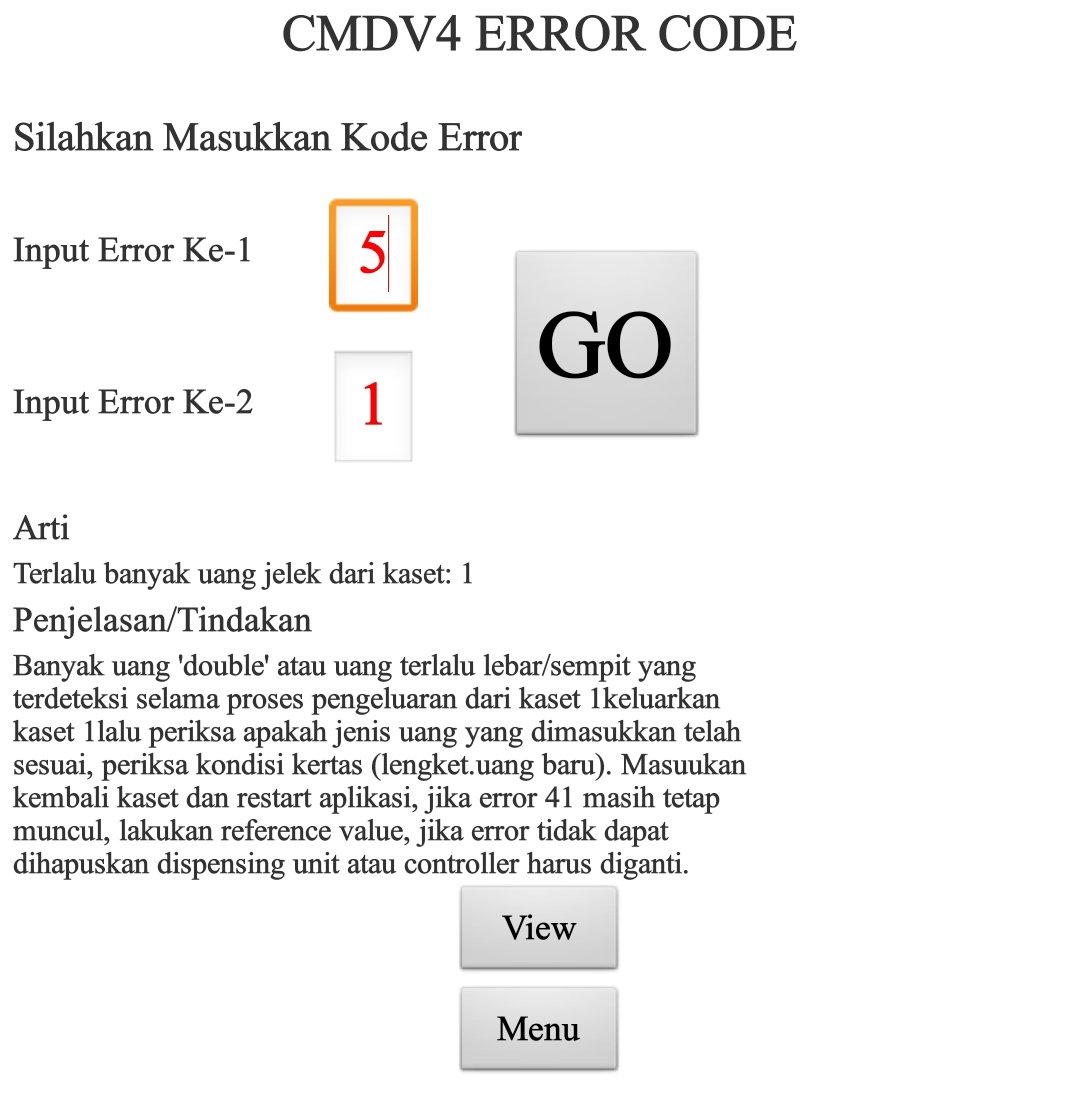 CMDV4 ERROR CODE
Silahkan Masukkan Kode Error
Input Error Ke-1
5
GO
Input Error Ke-2
1
Arti
Terlalu banyak uang jelek dari kaset: 1
Penjelasan/Tindakan
Banyak uang 'double' atau uang terlalu lebar/sempit yang
terdeteksi selama proses pengeluaran dari kaset 1keluarkan
kaset 1lalu periksa apakah jenis uang yang dimasukkan telah
sesuai, periksa kondisi kertas (lengket.uang baru). Masuukan
kembali kaset dan restart aplikasi, jika error 41 masih tetap
muncul, lakukan reference value, jika error tidak dapat
dihapuskan dispensing unit atau controller harus diganti.
View
Menu